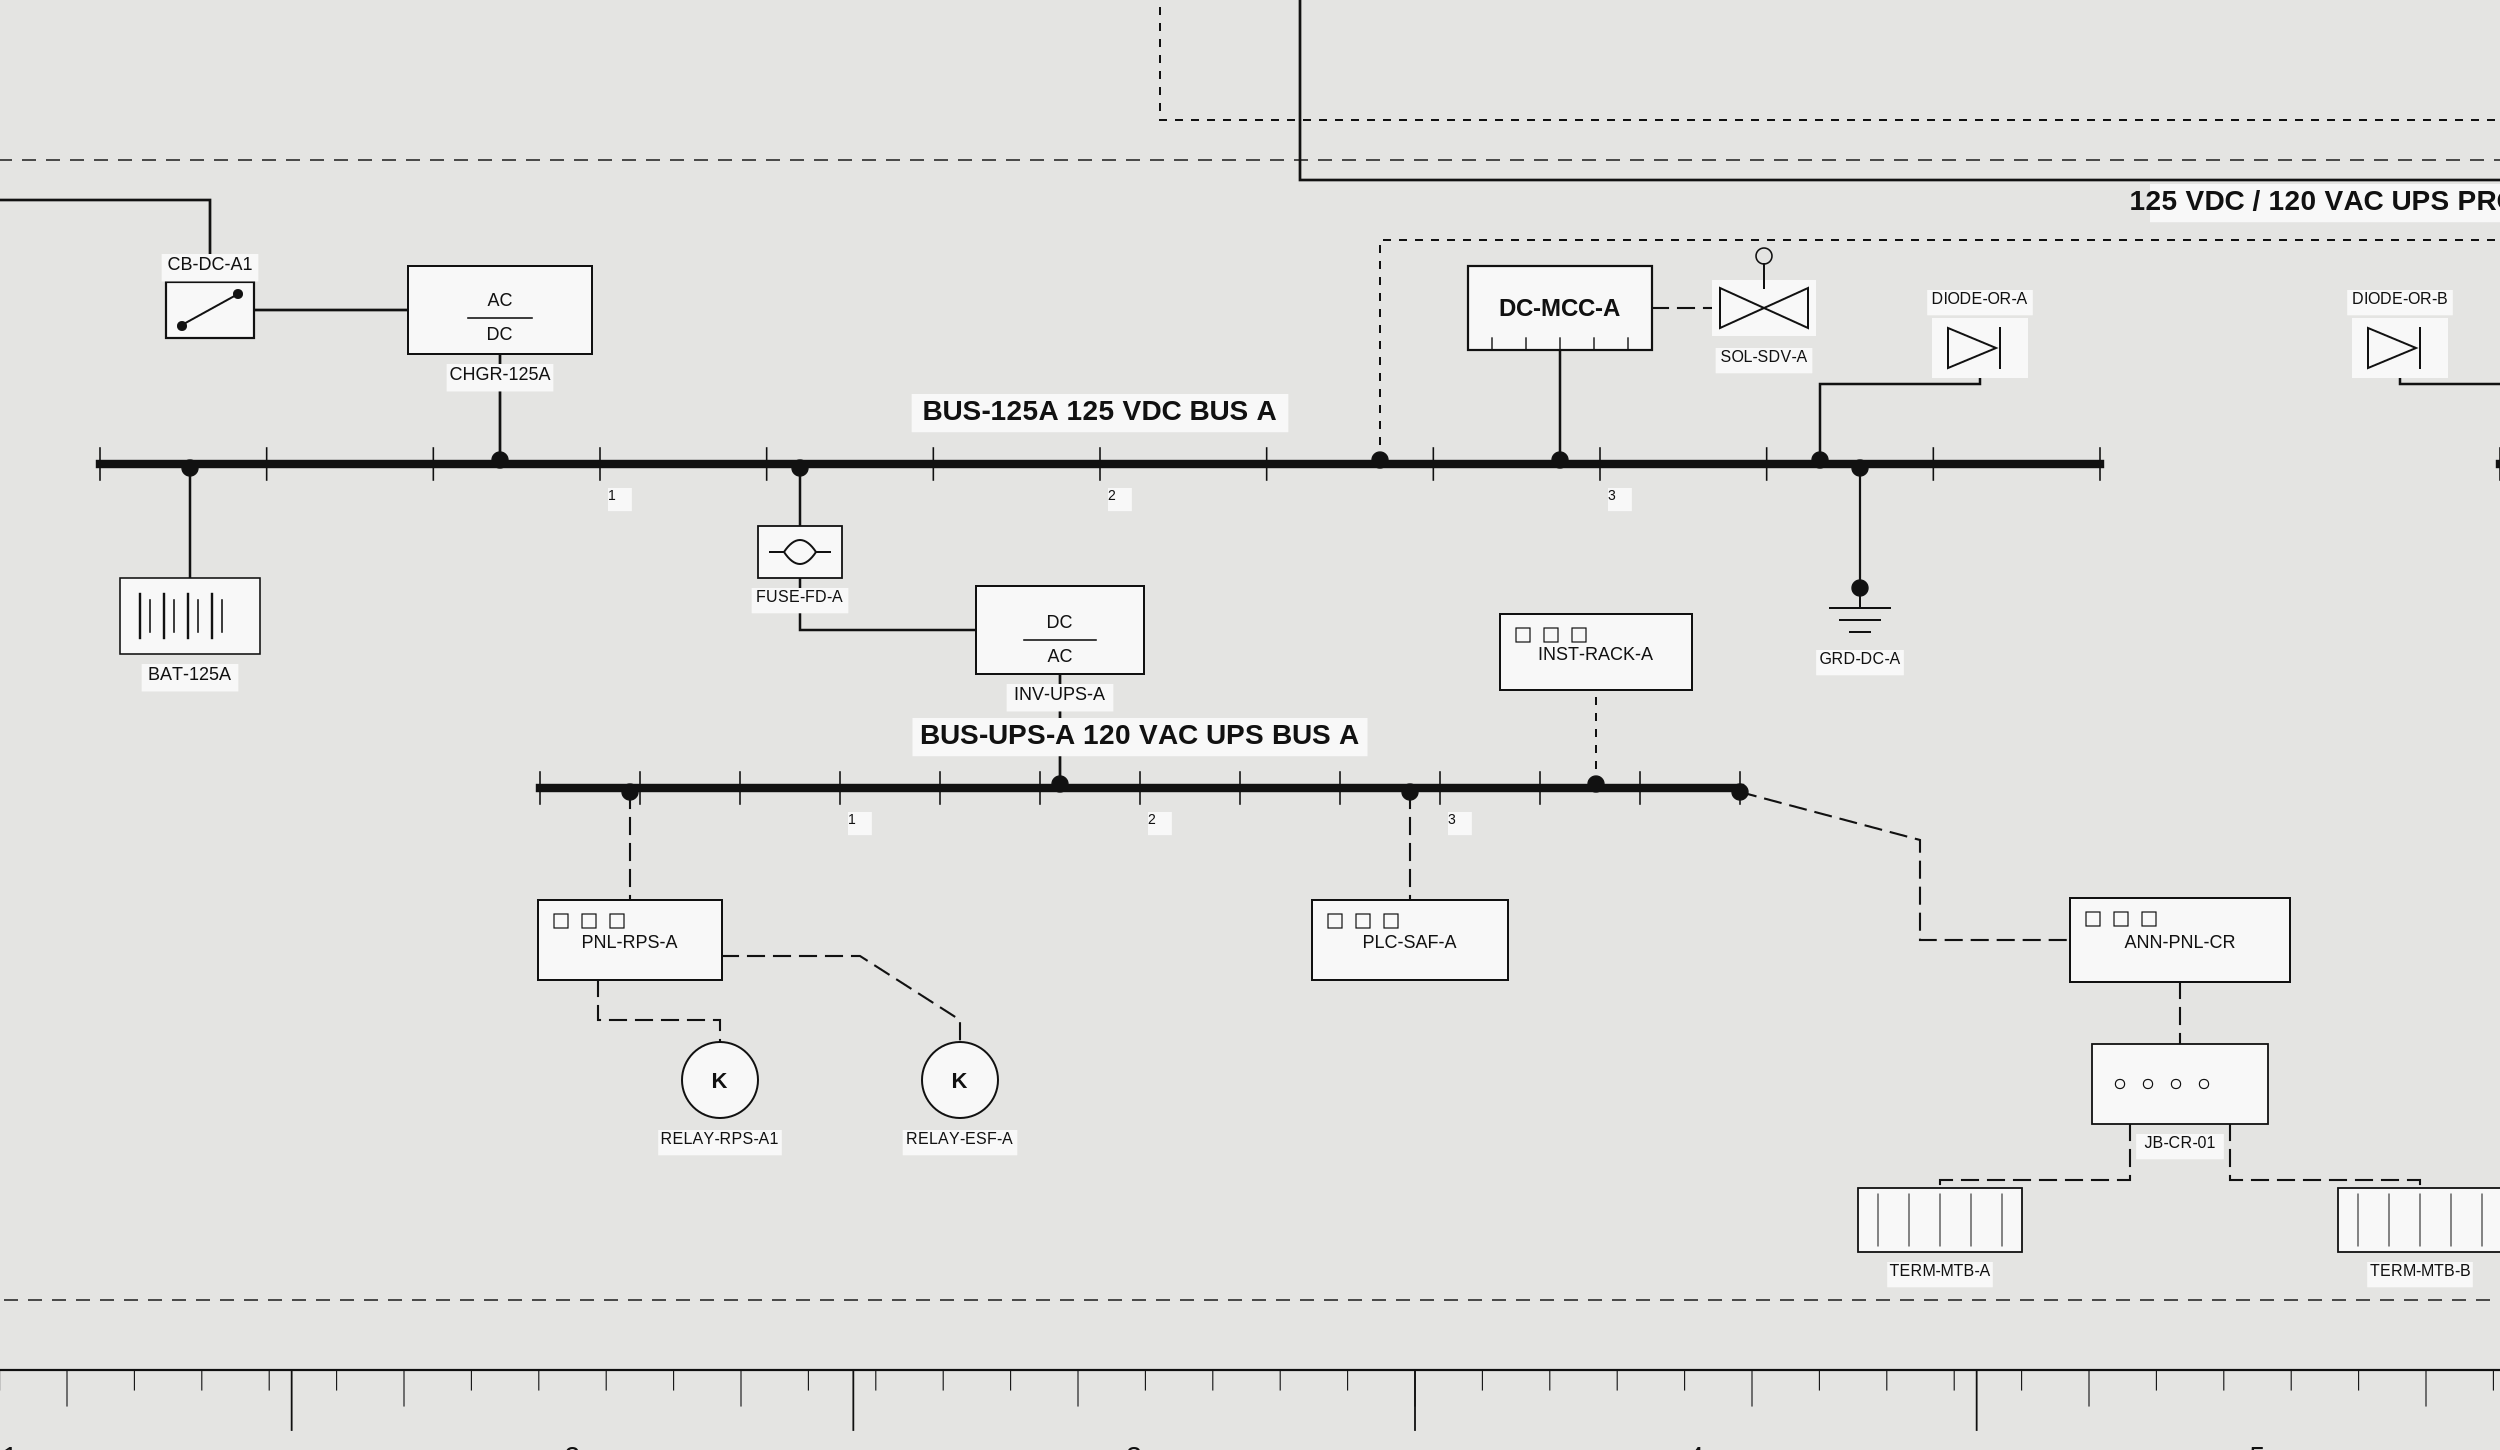 125 VDC / 120 VAC UPS
CB-DC-A1
AC
DC
CHGR-125A
DC-MCC-A
SOL-SDV-A
DIODE-OR-A
DIODE-OR-B
BUS-125A 125 VDC BUS A
1
2
3
FUSE-FD-A
BAT-125A
DC
AC
INV-UPS-A
INST-RACK-A
GRD-DC-A
BUS-UPS-A 120 VAC UPS BUS A
1
2
3
PNL-RPS-A
PLC-SAF-A
ANN-PNL-CR
K
K
RELAY-RPS-A1
RELAY-ESF-A
JB-CR-01
TERM-MTB-A
TERM-MTB-B